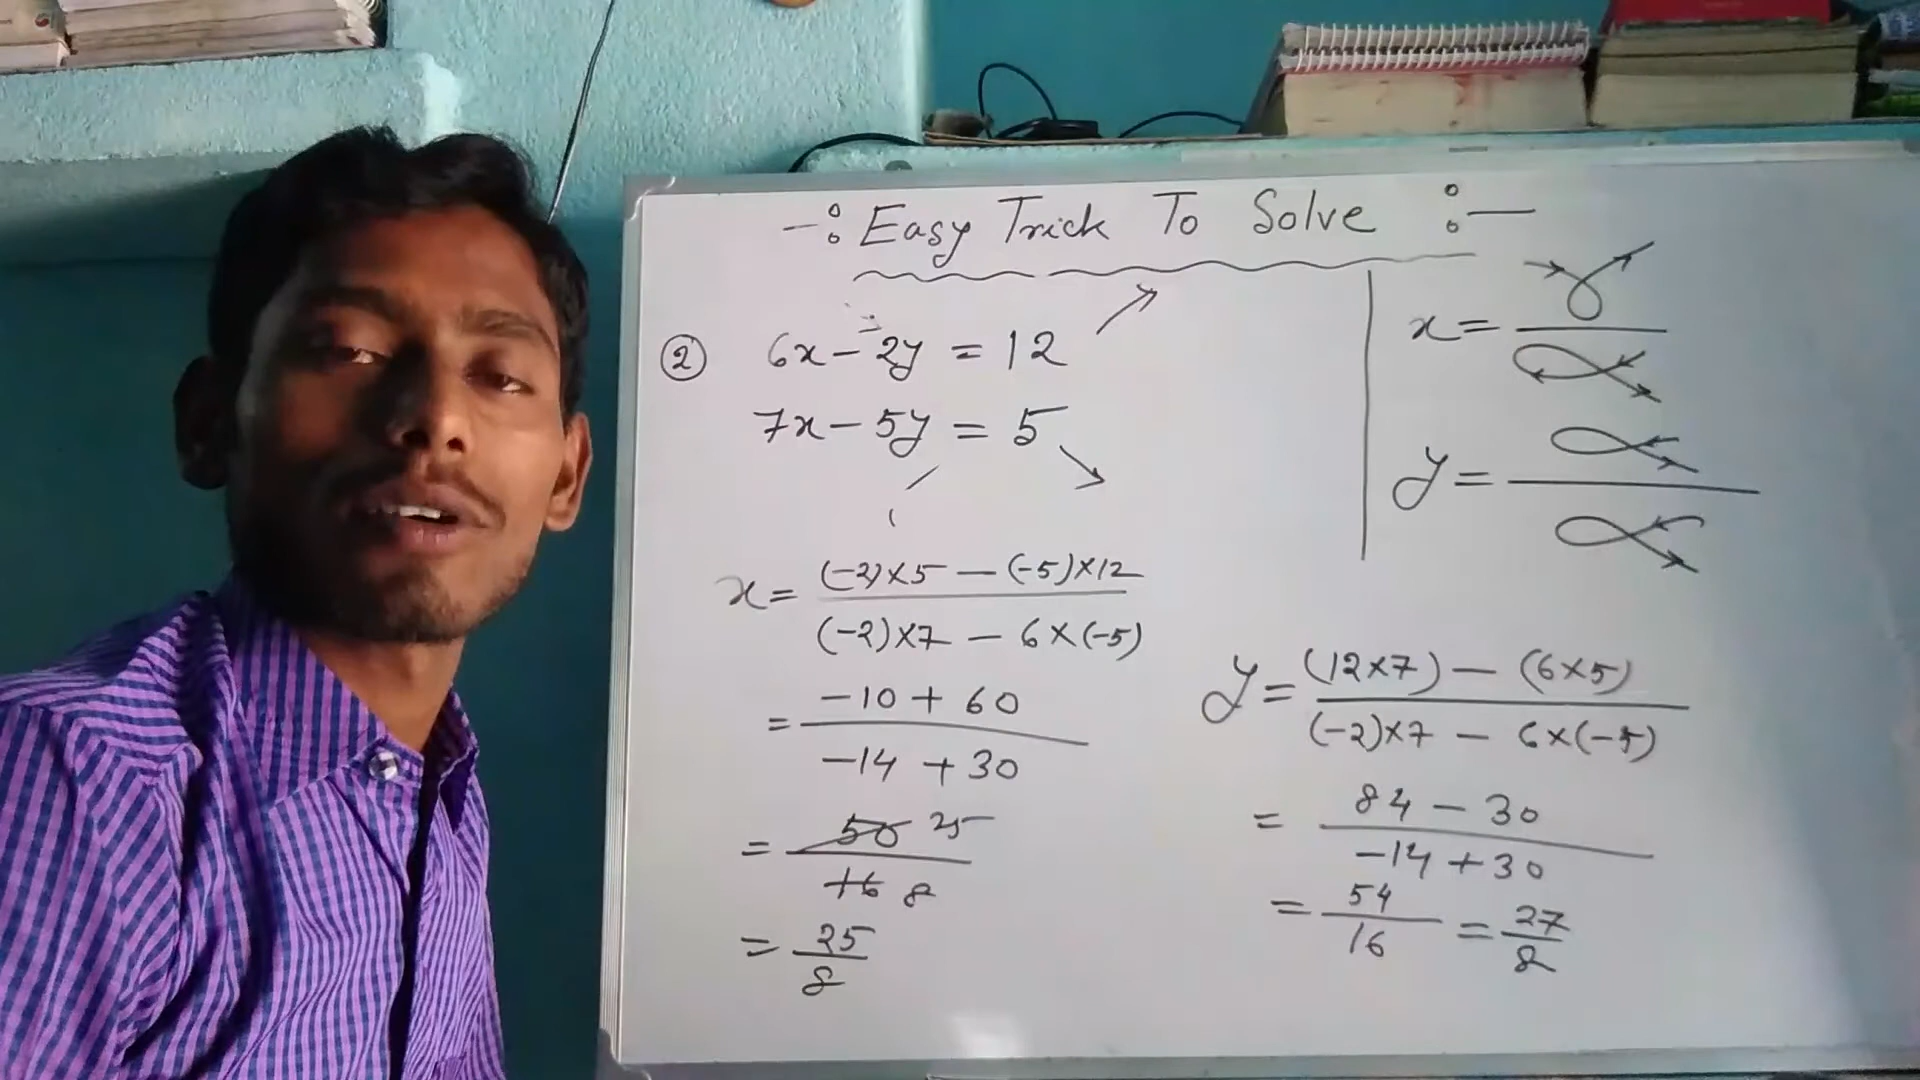 -: Easy Trick To Solve :-
② 6x - 2y = 12
7x - 5y = 5
x =
y =
x = (-2)×5 - (-5)×12
(-2)×7 - 6×(-5)
= -10 + 60
-14 + 30
= 50 25
16 8
= 25
8
y = (12×7) - (6×5)
(-2)×7 - 6×(-5)
= 84 - 30
-14 + 30
= 54
16
= 27
8